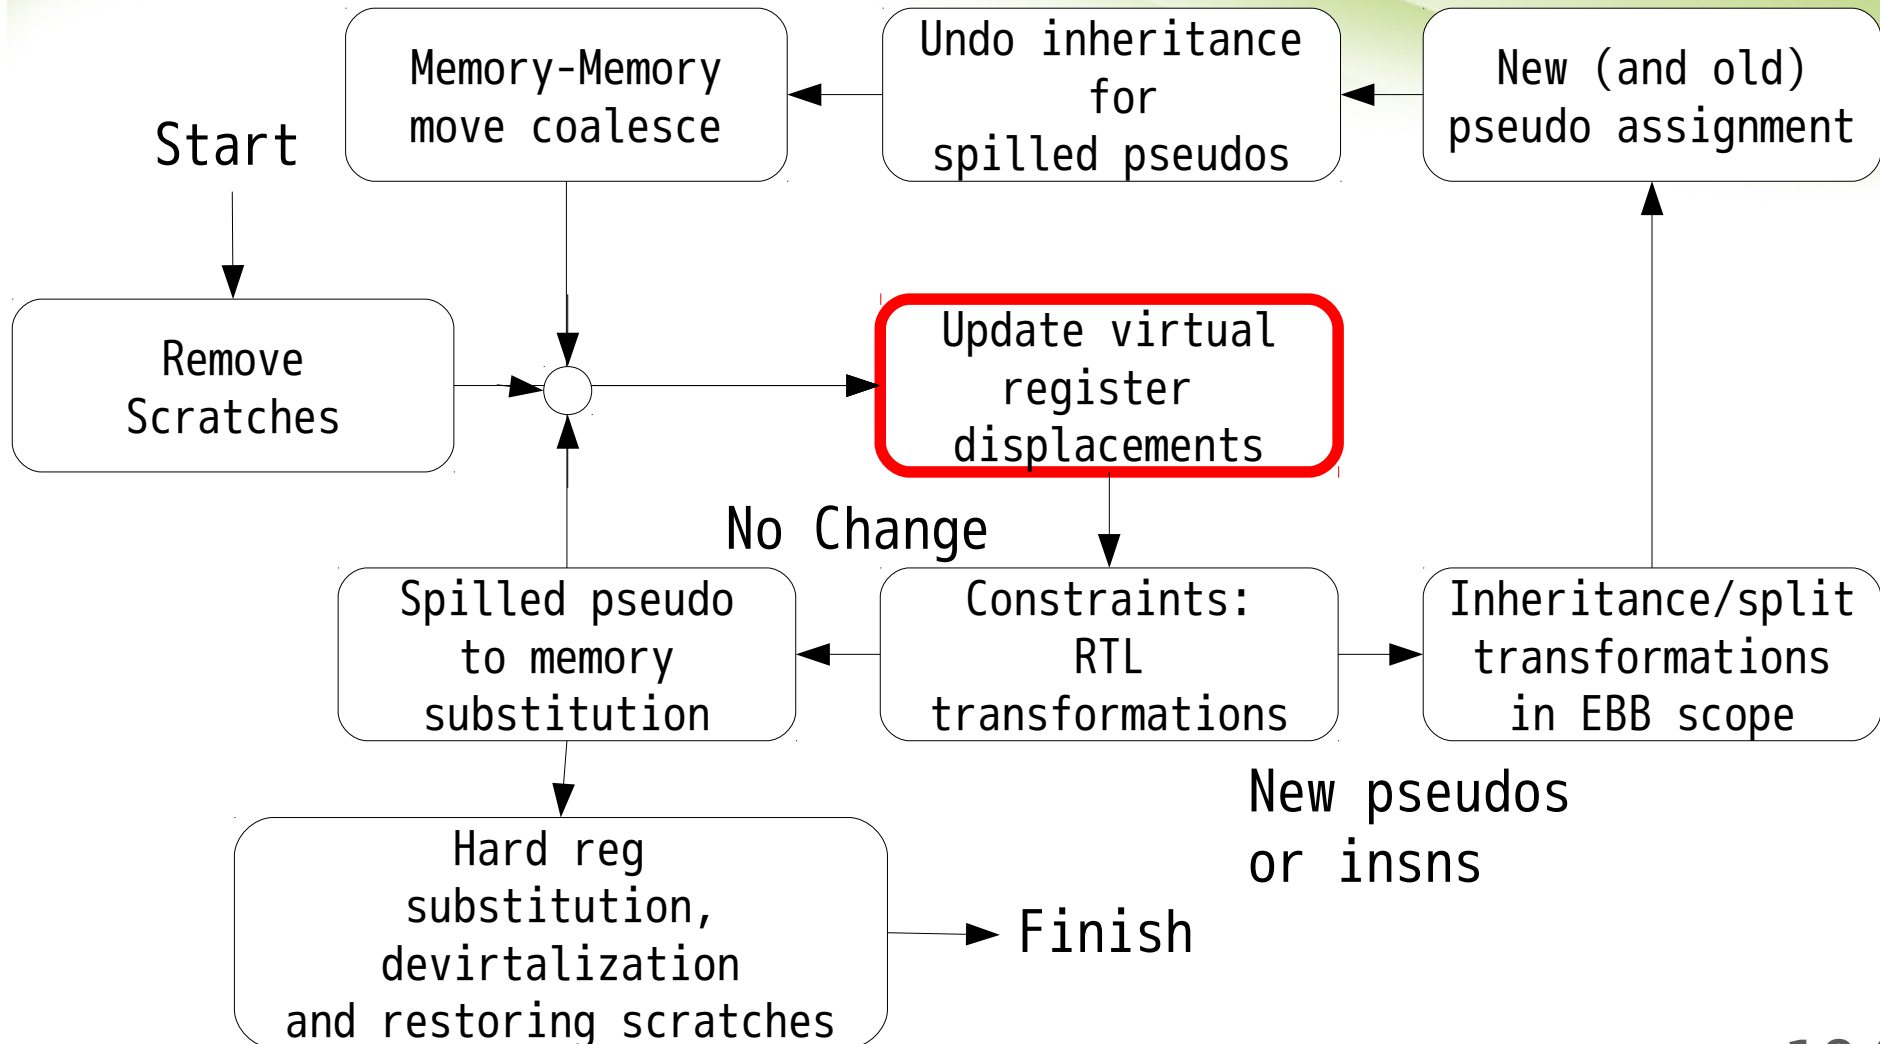 Memory-Memory
move coalesce
Undo inheritance
for
spilled pseudos
New (and old)
pseudo assignment
Start
Remove
Scratches
Update virtual
register
displacements
No Change
Spilled pseudo
to memory
substitution
Constraints:
RTL
transformations
Inheritance/split
transformations
in EBB scope
New pseudos
or insns
Hard reg
substitution,
devirtalization
and restoring scratches
Finish